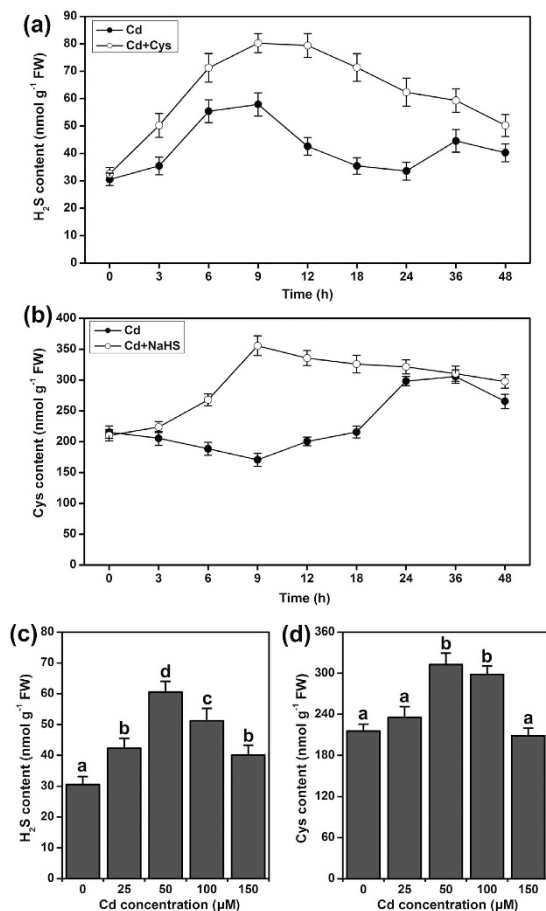 (a)
Cd
Cd+Cys
H₂S content (nmol g⁻¹ FW)
90
80
70
60
50
40
30
20
10
0
0 3 6 9 12 18 24 36 48
Time (h)
(b)
Cd
Cd+NaHS
Cys content (nmol g⁻¹ FW)
400
350
300
250
200
150
100
50
0
0 3 6 9 12 18 24 36 48
Time (h)
(c)
H₂S content (nmol g⁻¹ FW)
80
70
60
50
40
30
20
10
0
a b d c b
0 25 50 100 150
Cd concentration (µM)
(d)
Cys content (nmol g⁻¹ FW)
360
300
240
180
120
60
0
a a b b a
0 25 50 100 150
Cd concentration (µM)